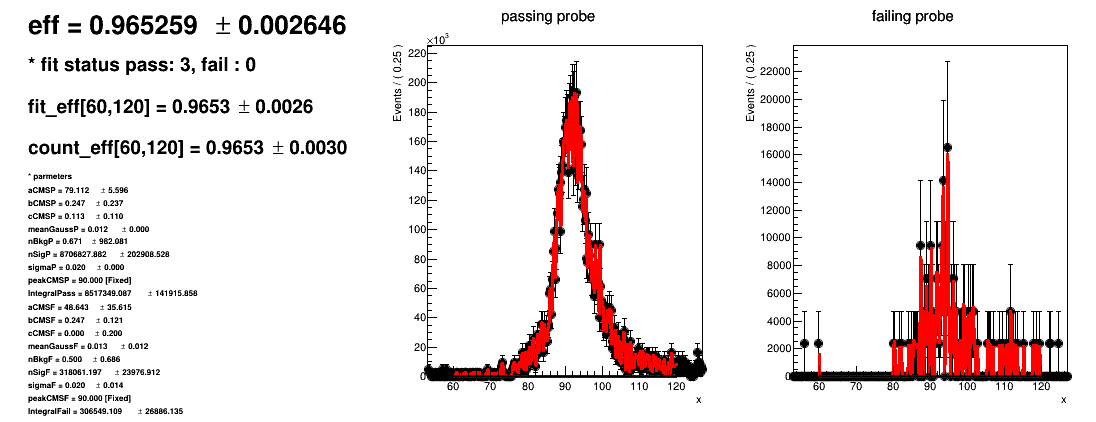 eff = 0.965259 ± 0.002646
* fit status pass: 3, fail : 0
fit_eff[60,120] = 0.9653 ± 0.0026
count_eff[60,120] = 0.9653 ± 0.0030
* parmeters
aCMSP = 79.112 ± 5.596
bCMSP = 0.247 ± 0.237
cCMSP = 0.113 ± 0.110
meanGaussP = 0.012 ± 0.000
nBkgP = 0.671 ± 982.081
nSigP = 8706827.882 ± 202908.528
sigmaP = 0.020 ± 0.000
peakCMSP = 90.000 [Fixed]
IntegralPass = 8517349.087 ± 141915.858
aCMSF = 48.643 ± 35.615
bCMSF = 0.247 ± 0.121
cCMSF = 0.000 ± 0.200
meanGaussF = 0.013 ± 0.012
nBkgF = 0.500 ± 0.686
nSigF = 318061.197 ± 23976.912
sigmaF = 0.020 ± 0.014
peakCMSF = 90.000 [Fixed]
IntegralFail = 306549.109 ± 26886.135
passing probe
×10³
Events / ( 0.25 )
220
200
180
160
140
120
100
80
60
40
20
0
60 70 80 90 100 110 120
x
failing probe
Events / ( 0.25 )
22000
20000
18000
16000
14000
12000
10000
8000
6000
4000
2000
0
60 70 80 90 100 110 120
x